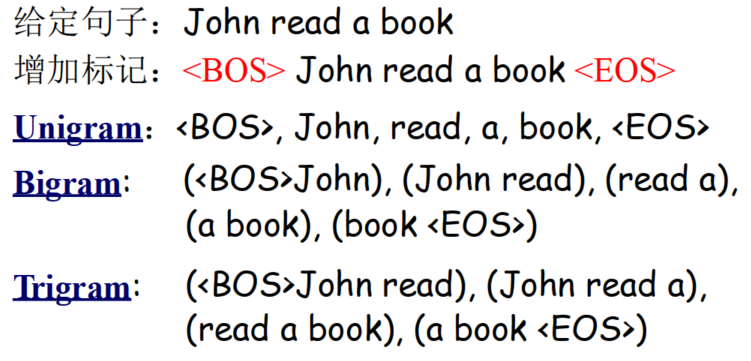 给定句子：John read a book
增加标记：<BOS> John read a book <EOS>
Unigram：<BOS>, John, read, a, book, <EOS>
Bigram: (<BOS>John), (John read), (read a),
(a book), (book <EOS>)
Trigram: (<BOS>John read), (John read a),
(read a book), (a book <EOS>)